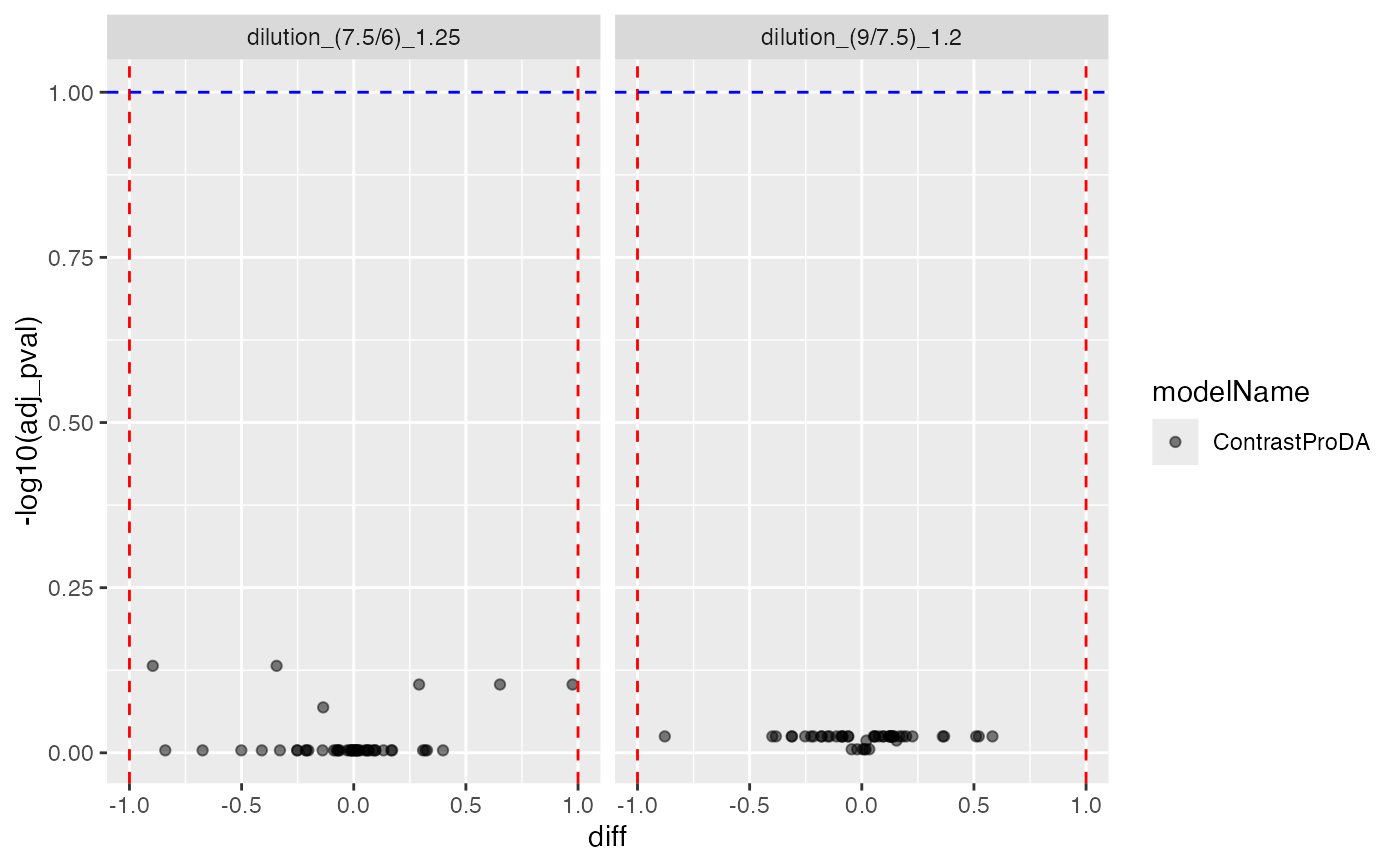 dilution_(7.5/6)_1.25
dilution_(9/7.5)_1.2
1.00
0.75
0.50
0.25
0.00
-log10(adj_pval)
-1.0 -0.5 0.0 0.5 1.0
-1.0 -0.5 0.0 0.5 1.0
diff
modelName
ContrastProDA